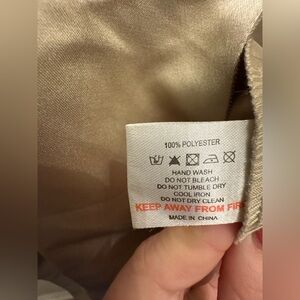 100% POLYESTER
HAND WASH
DO NOT BLEACH
DO NOT TUMBLE DRY
COOL IRON
DO NOT DRY CLEAN
KEEP AWAY FROM FIR
MADE IN CHINA